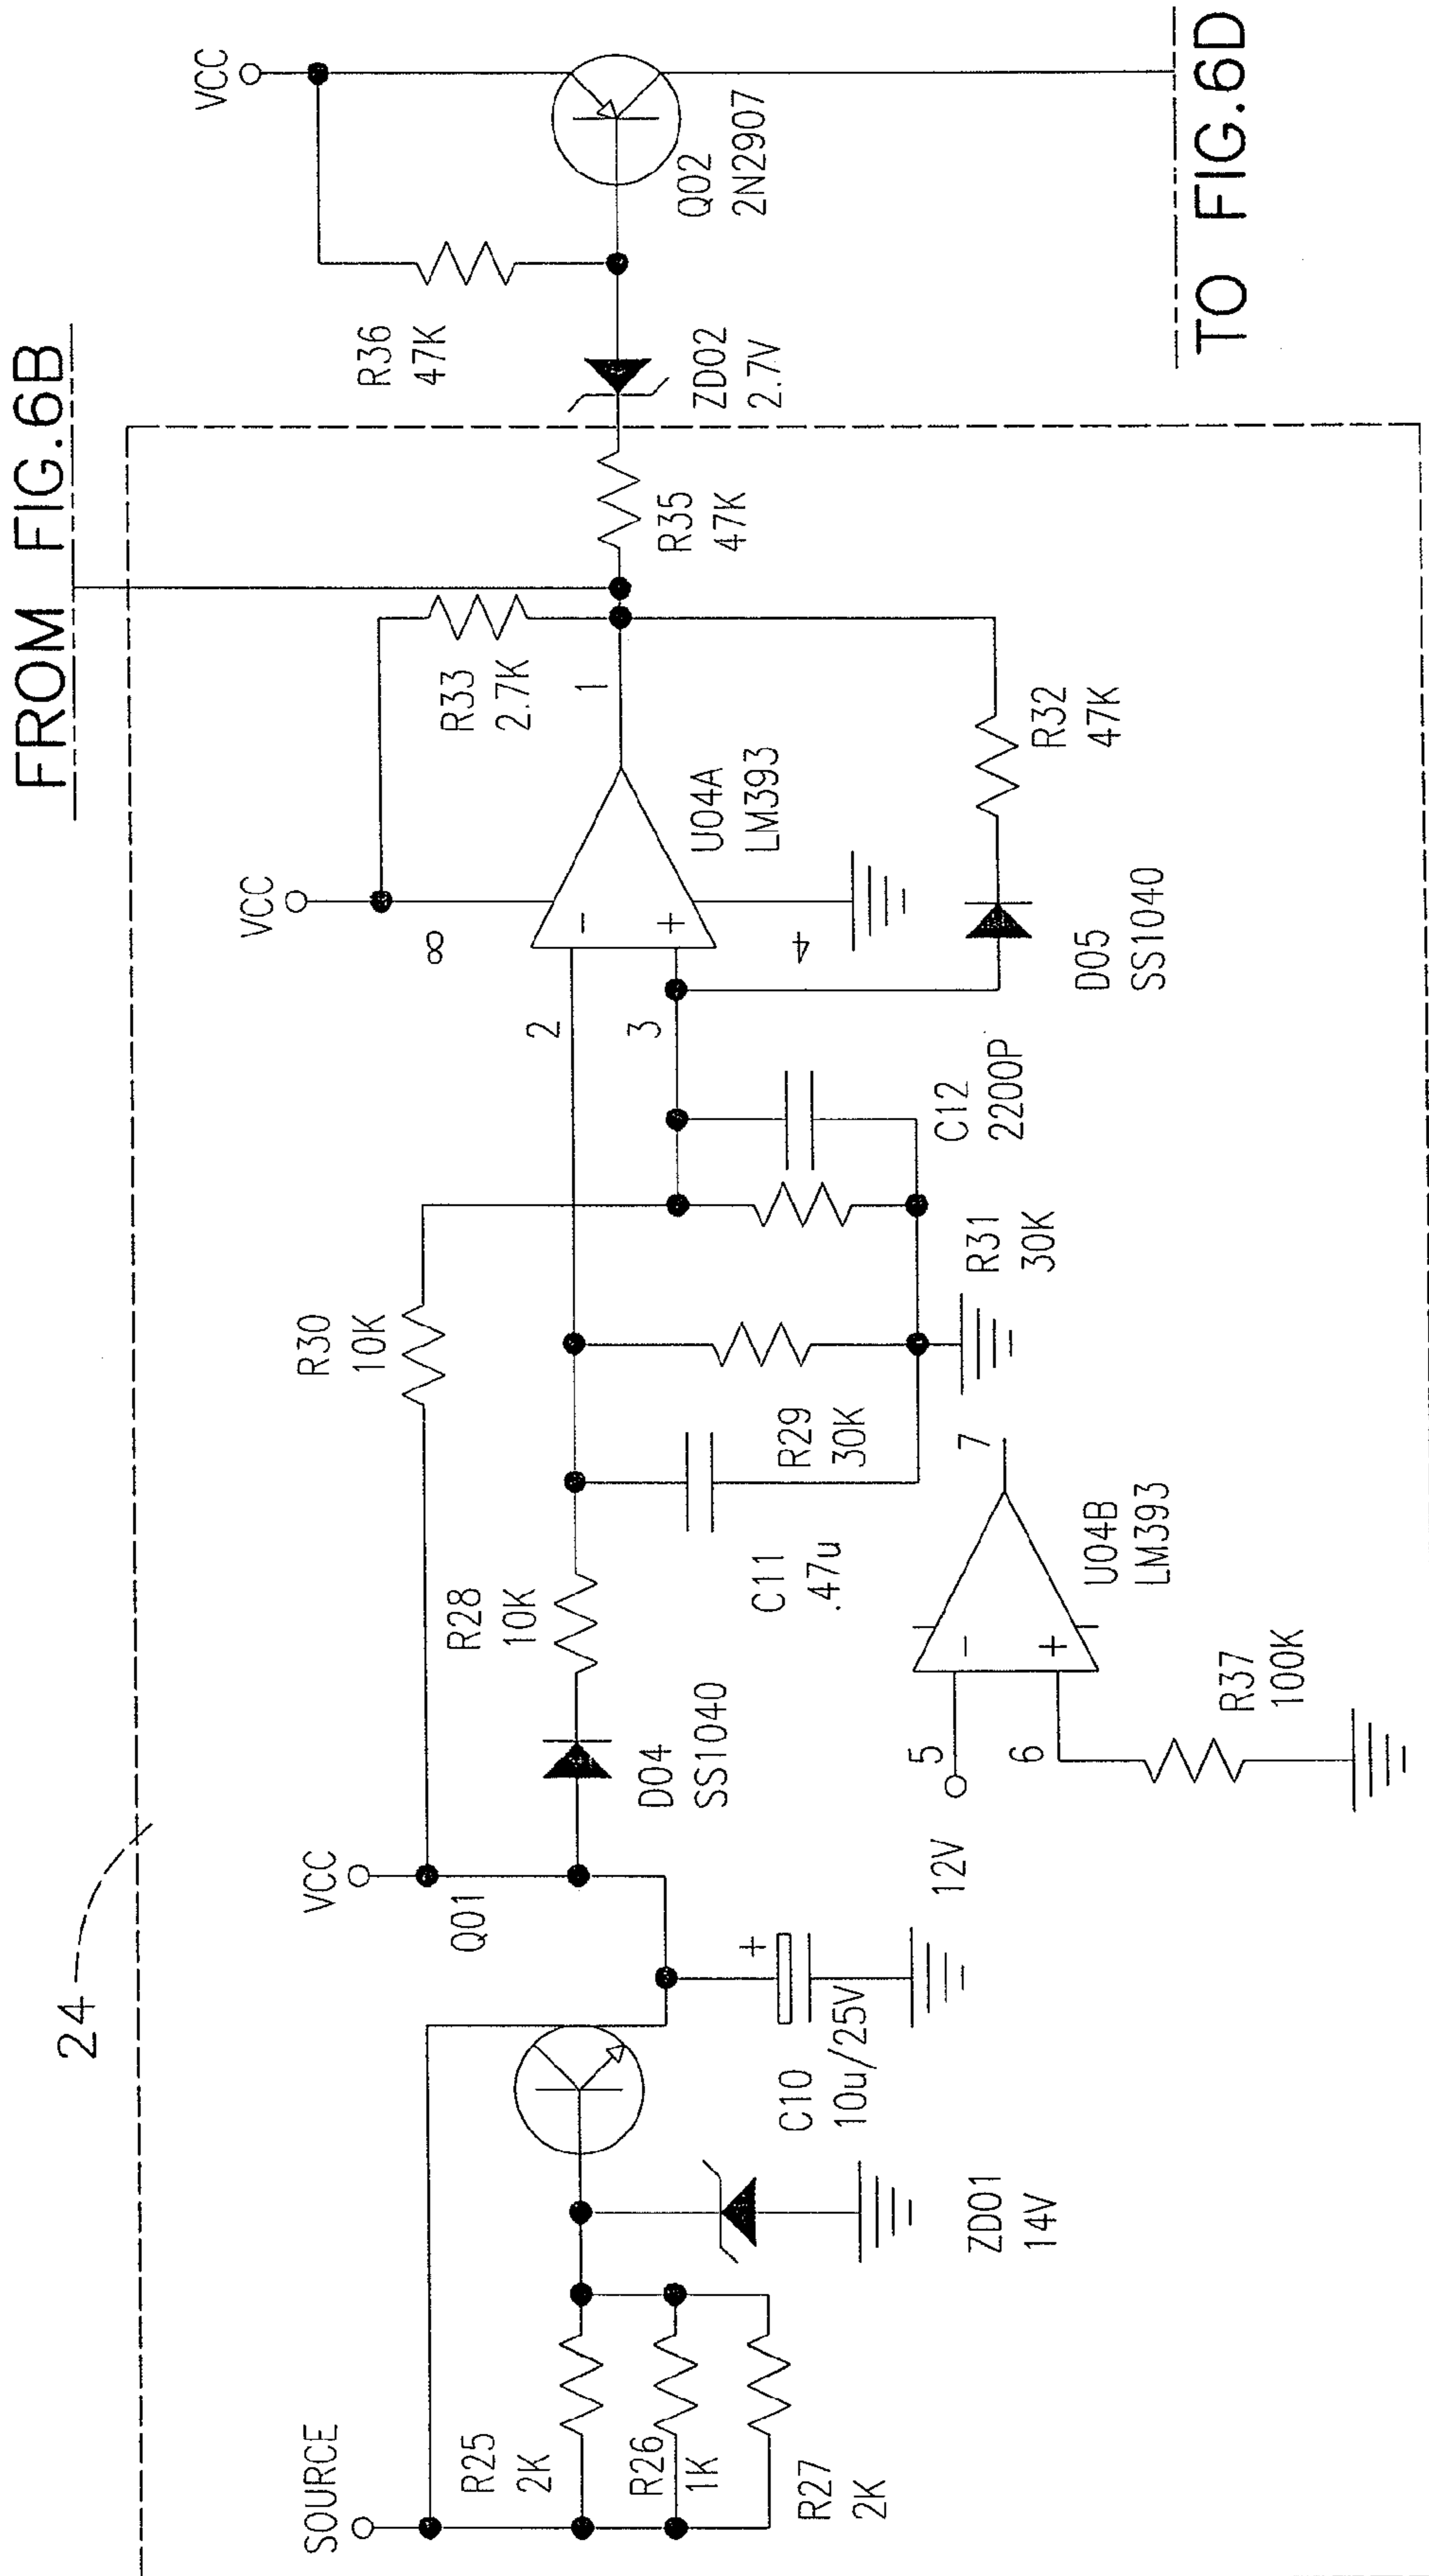 FROM FIG.6B
24
SOURCE
R25
2K
R26
1K
R27
2K
ZD01
14V
Q01
C10
10u/25V
+
VCC
D04
SS1040
R28
10K
R30
10K
C11
.47u
R29
30K
R31
30K
C12
2200P
2
3
-
+
8
4
1
VCC
U04A
LM393
R33
2.7K
D05
SS1040
R32
47K
R35
47K
ZD02
2.7V
R36
47K
VCC
Q02
2N2907
12V
5
6
-
+
7
U04B
LM393
R37
100K
TO FIG.6D